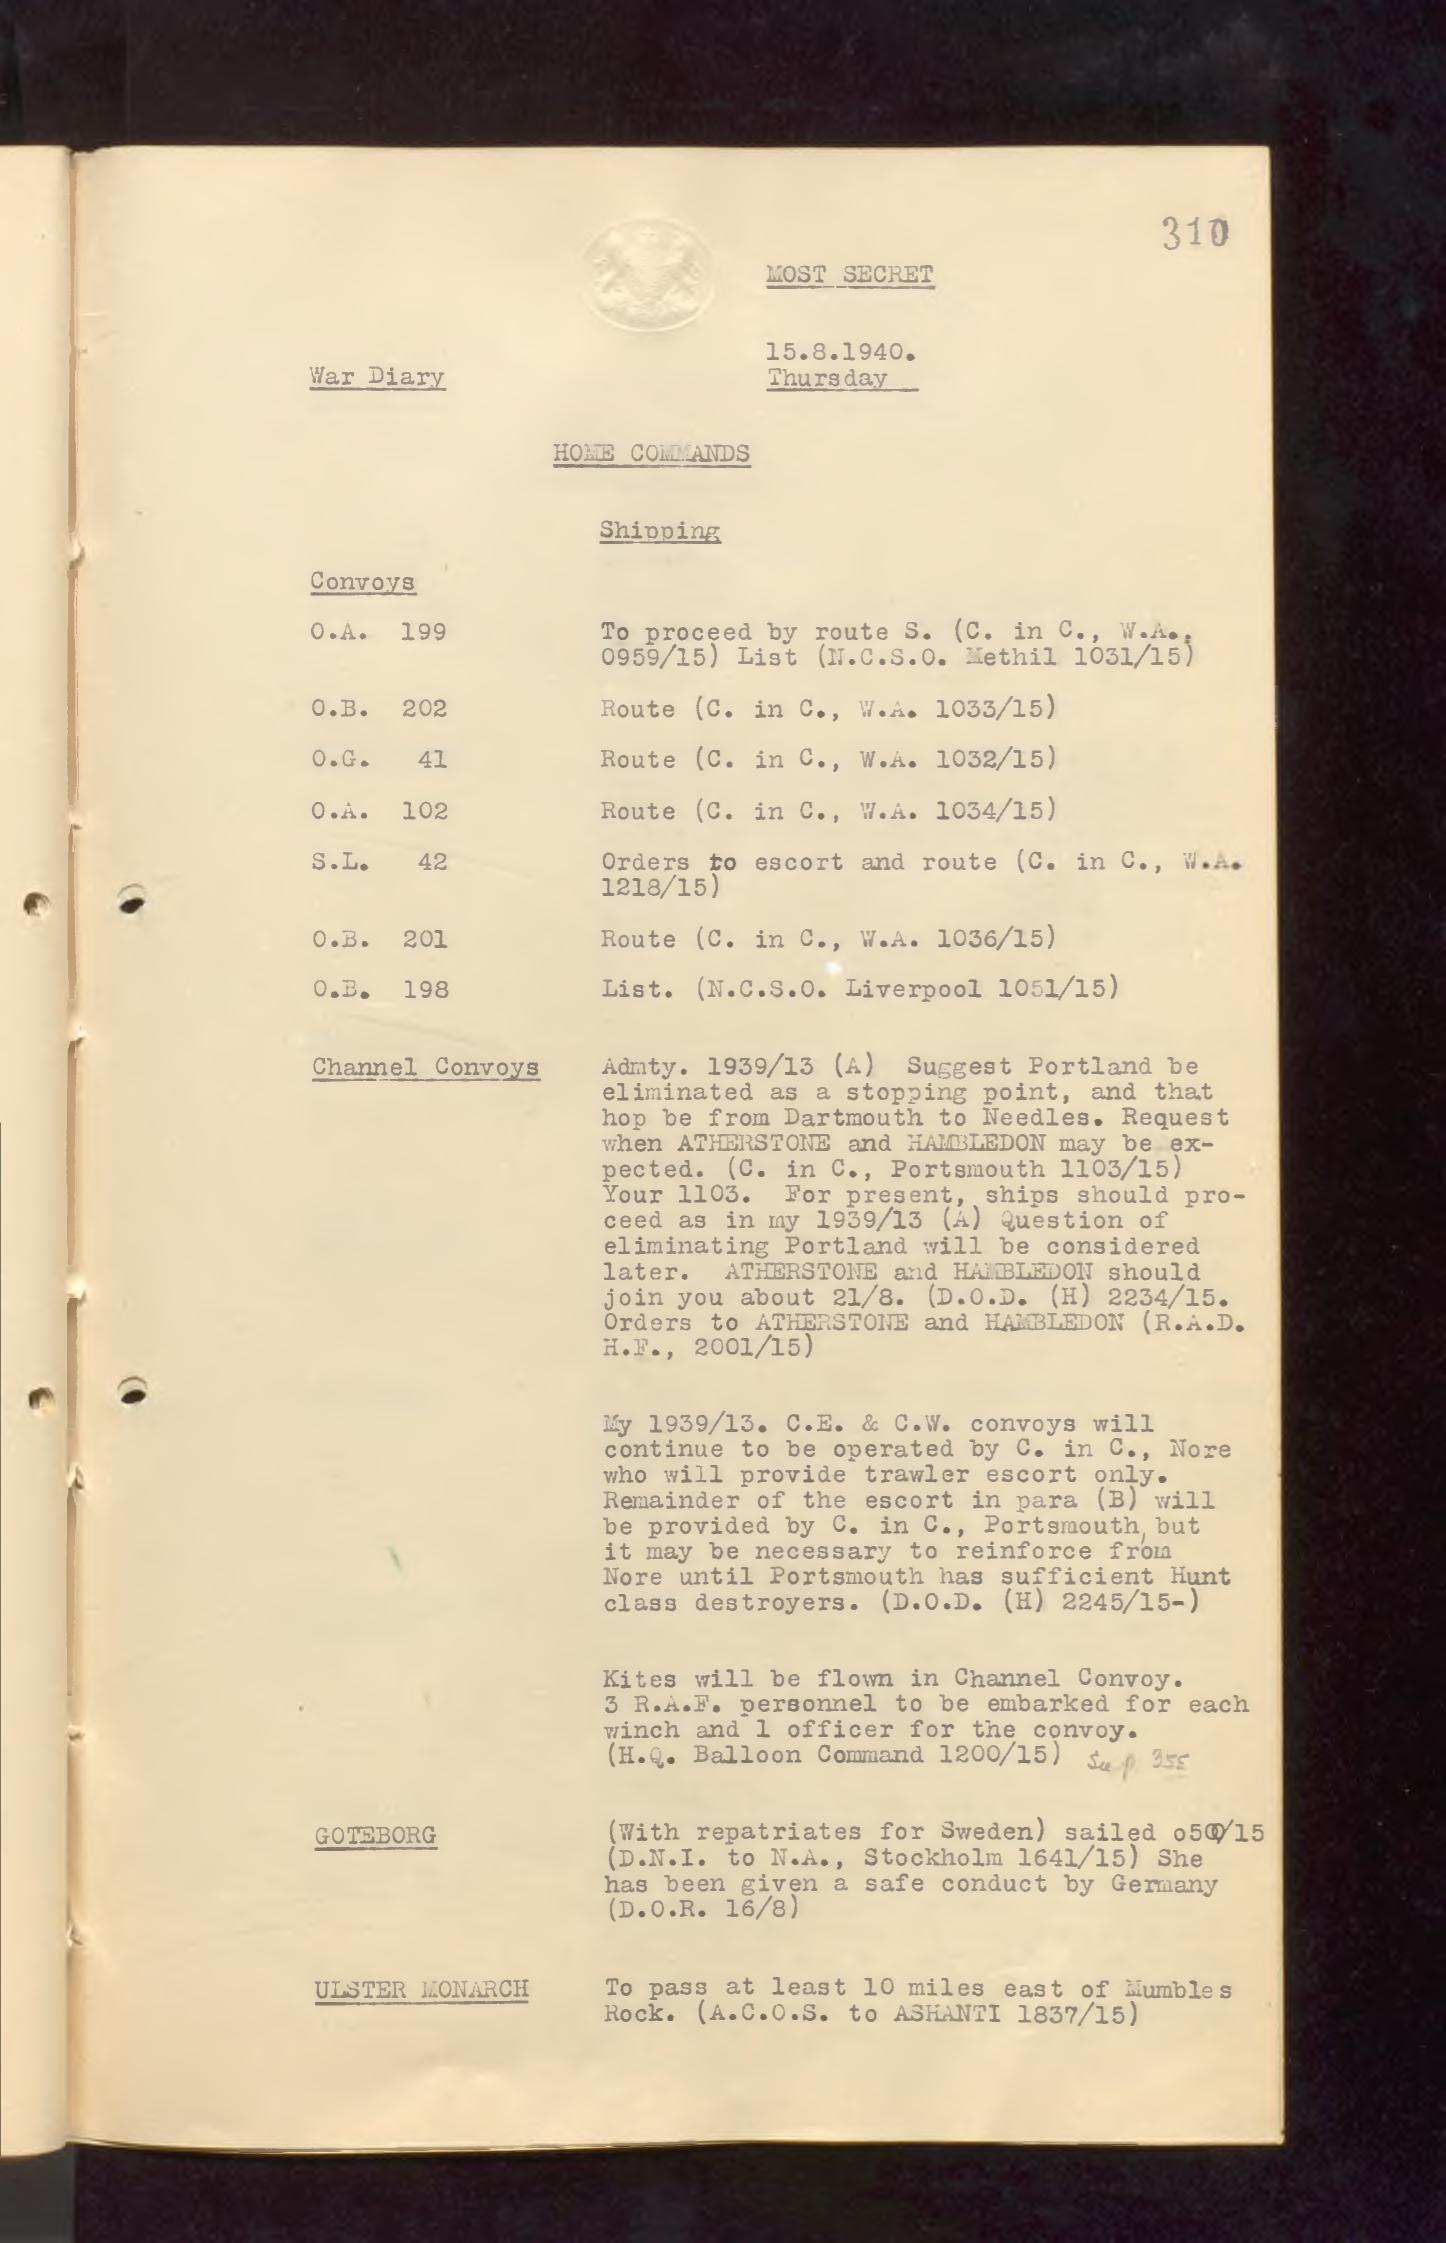 310
MOST SECRET
15.8.1940.
War Diary Thursday
HOME COMMANDS
Shipping
Convoys
O.A. 199 To proceed by route S. (C. in C., W.A.,
0959/15) List (N.C.S.O. Methil 1031/15)
O.B. 202 Route (C. in C., W.A. 1033/15)
O.G. 41 Route (C. in C., W.A. 1032/15)
O.A. 102 Route (C. in C., W.A. 1034/15)
S.L. 42 Orders to escort and route (C. in C., W.A.
1218/15)
O.B. 201 Route (C. in C., W.A. 1036/15)
O.B. 198 List. (N.C.S.O. Liverpool 1051/15)
Channel Convoys Admty. 1939/13 (A) Suggest Portland be
eliminated as a stopping point, and that
hop be from Dartmouth to Needles. Request
when ATHERSTONE and HAMBLEDON may be ex-
pected. (C. in C., Portsmouth 1103/15)
Your 1103. For present, ships should pro-
ceed as in my 1939/13 (A) Question of
eliminating Portland will be considered
later. ATHERSTONE and HAMBLEDON should
join you about 21/8. (D.O.D. (H) 2234/15.
Orders to ATHERSTONE and HAMBLEDON (R.A.D.
H.F., 2001/15)
My 1939/13. C.E. & C.W. convoys will
continue to be operated by C. in C., Nore
who will provide trawler escort only.
Remainder of the escort in para (B) will
be provided by C. in C., Portsmouth, but
it may be necessary to reinforce from
Nore until Portsmouth has sufficient Hunt
class destroyers. (D.O.D. (H) 2245/15-)
Kites will be flown in Channel Convoy.
3 R.A.F. personnel to be embarked for each
winch and 1 officer for the convoy.
(H.Q. Balloon Command 1200/15) See p. 355
GOTEBORG (With repatriates for Sweden) sailed
(D.N.I. to N.A., Stockholm 1641/15) She
has been given a safe conduct by Germany
(D.O.R. 16/8)
ULSTER MONARCH To pass at least 10 miles east of Mumbles
Rock. (A.C.O.S. to ASHANTI 1837/15)